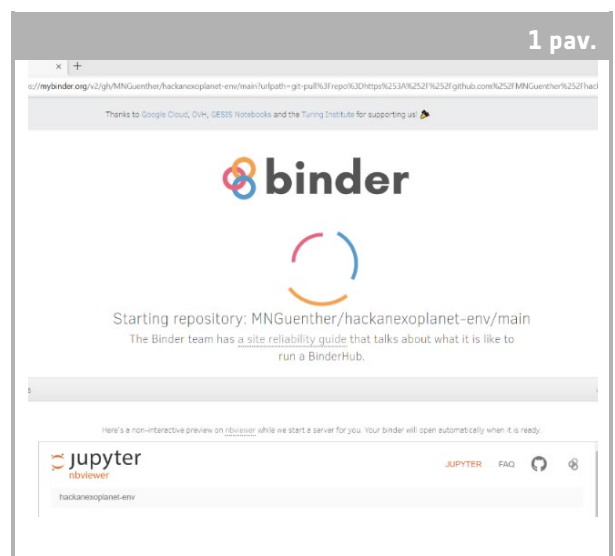 1 pav.
× +
s://mybinder.org/v2/gh/MNGuenther/hackanexoplanet-env/main?urlpath=git-pull%3Frepo%3Dhttps%253A%252F%252Fgithub.com%252FMNGuenther%252Fhack
Thanks to Google Cloud, OVH, GESIS Notebooks and the Turing Institute for supporting us! 🎉
binder
Starting repository: MNGuenther/hackanexoplanet-env/main
The Binder team has a site reliability guide that talks about what it is like to
run a BinderHub.
s
Here's a non-interactive preview on nbviewer while we start a server for you. Your binder will open automatically when it is ready.
jupyter
nbviewer
JUPYTER FAQ
hackanexoplanet-env